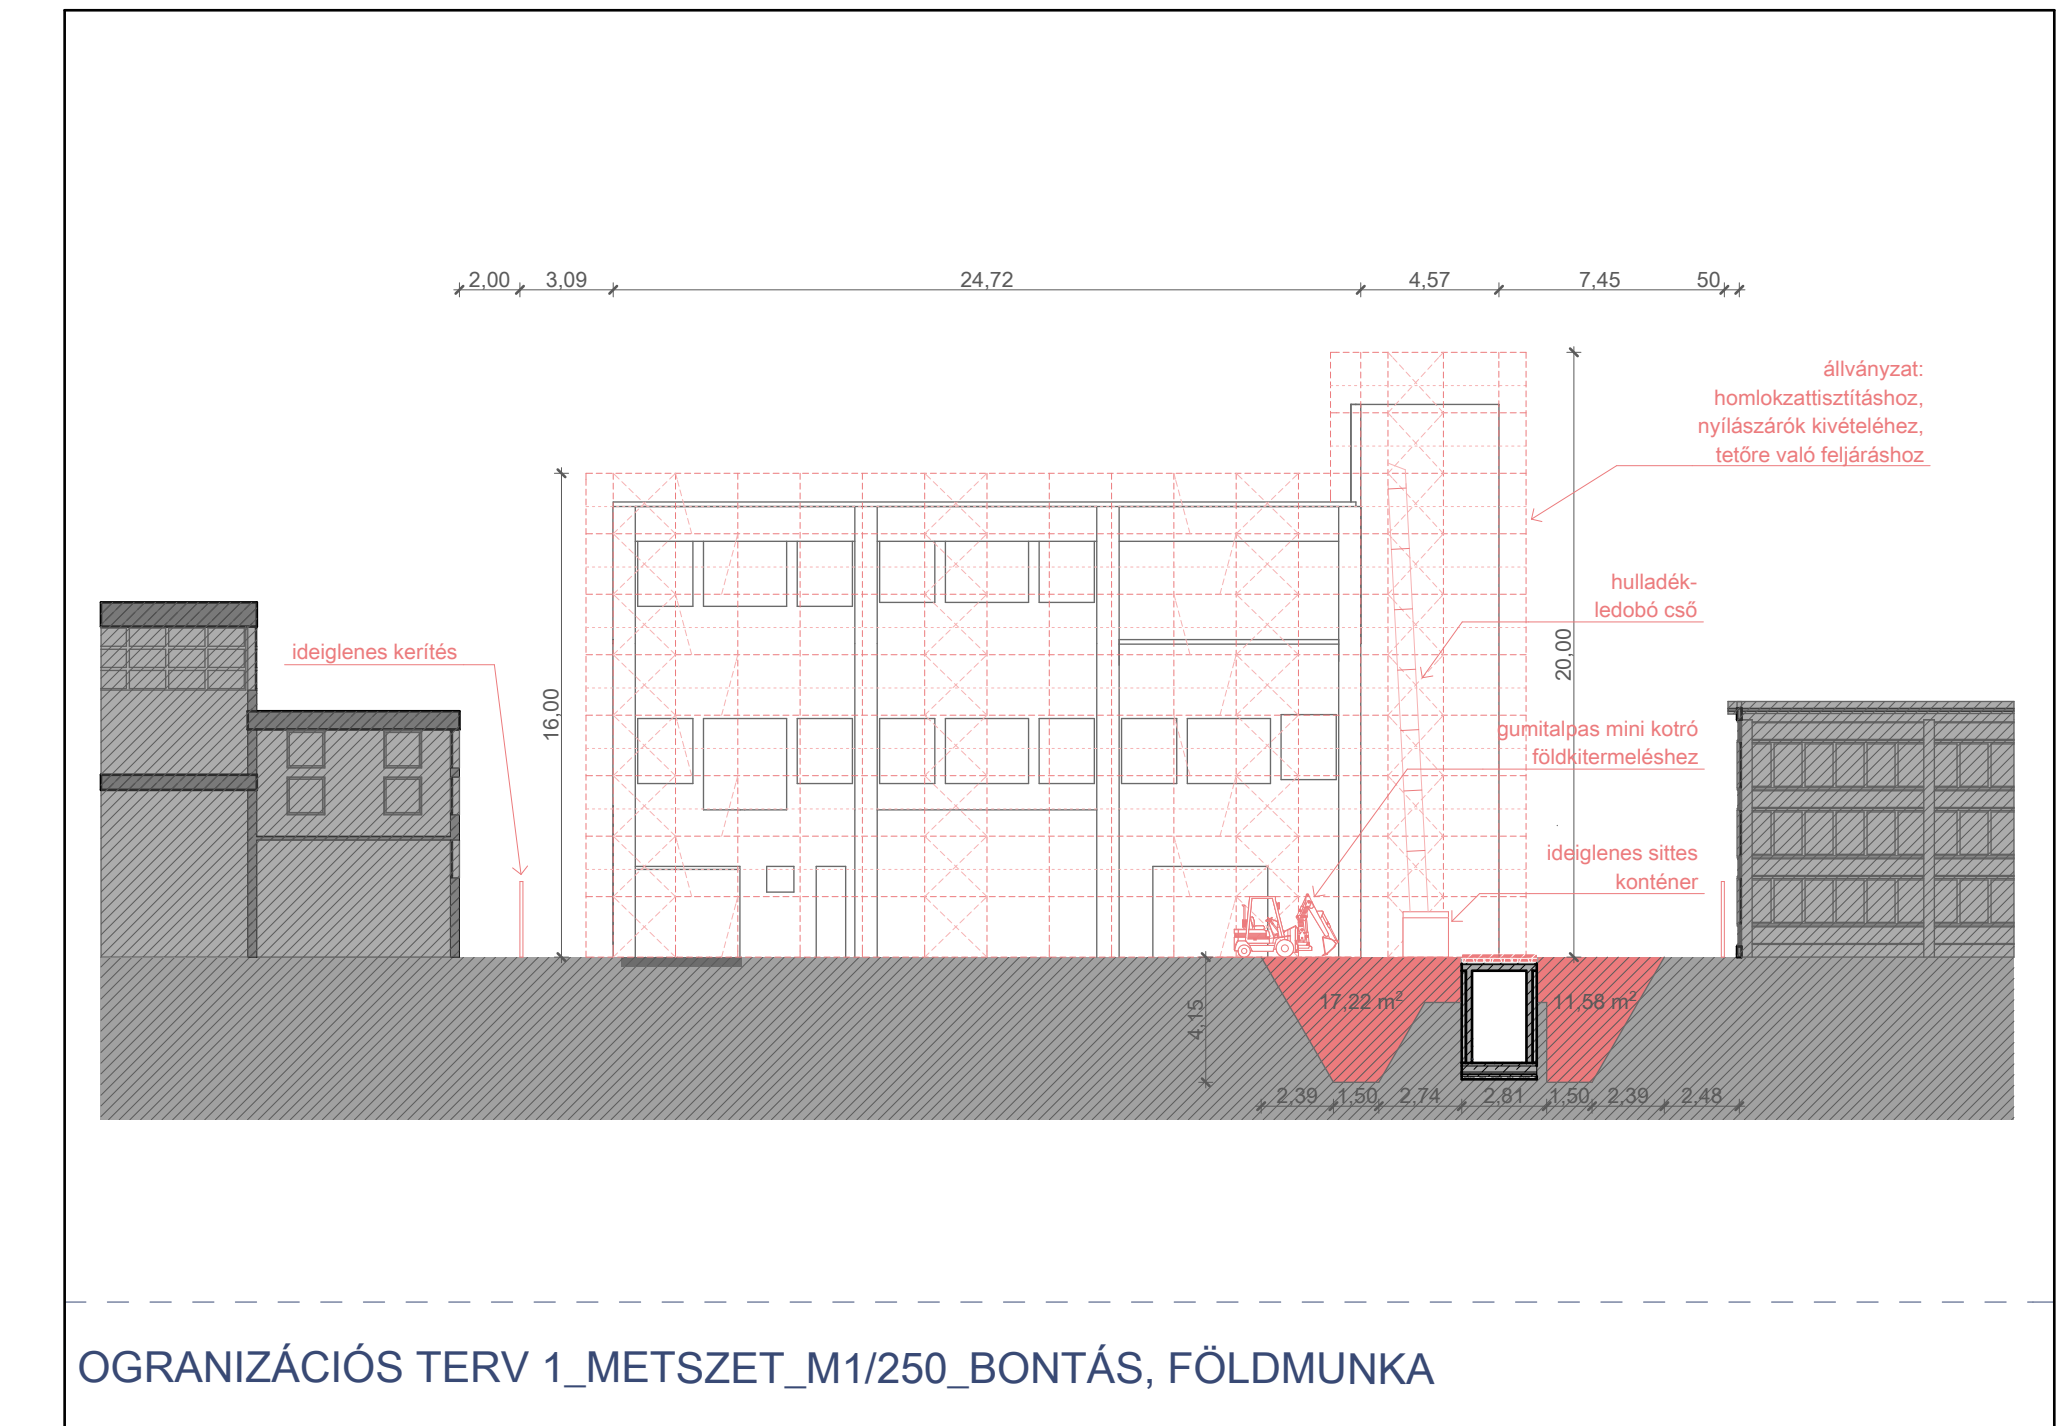 2,00 3,09 24,72 4,57 7,45 50
állványzat:
homlokzattisztításhoz,
nyílászárók kivételéhez,
tetőre való feljáráshoz
hulladék-
ledobó cső
20,00
ideiglenes kerítés
16,00
gumitalpas mini kotró
földkitermeléshez
ideiglenes sittes
konténer
17,22 m²
11,58 m²
4,15
2,39 1,50 2,74 2,81 1,50 2,39 2,48
OGRANIZÁCIÓS TERV 1_METSZET_M1/250_BONTÁS, FÖLDMUNKA